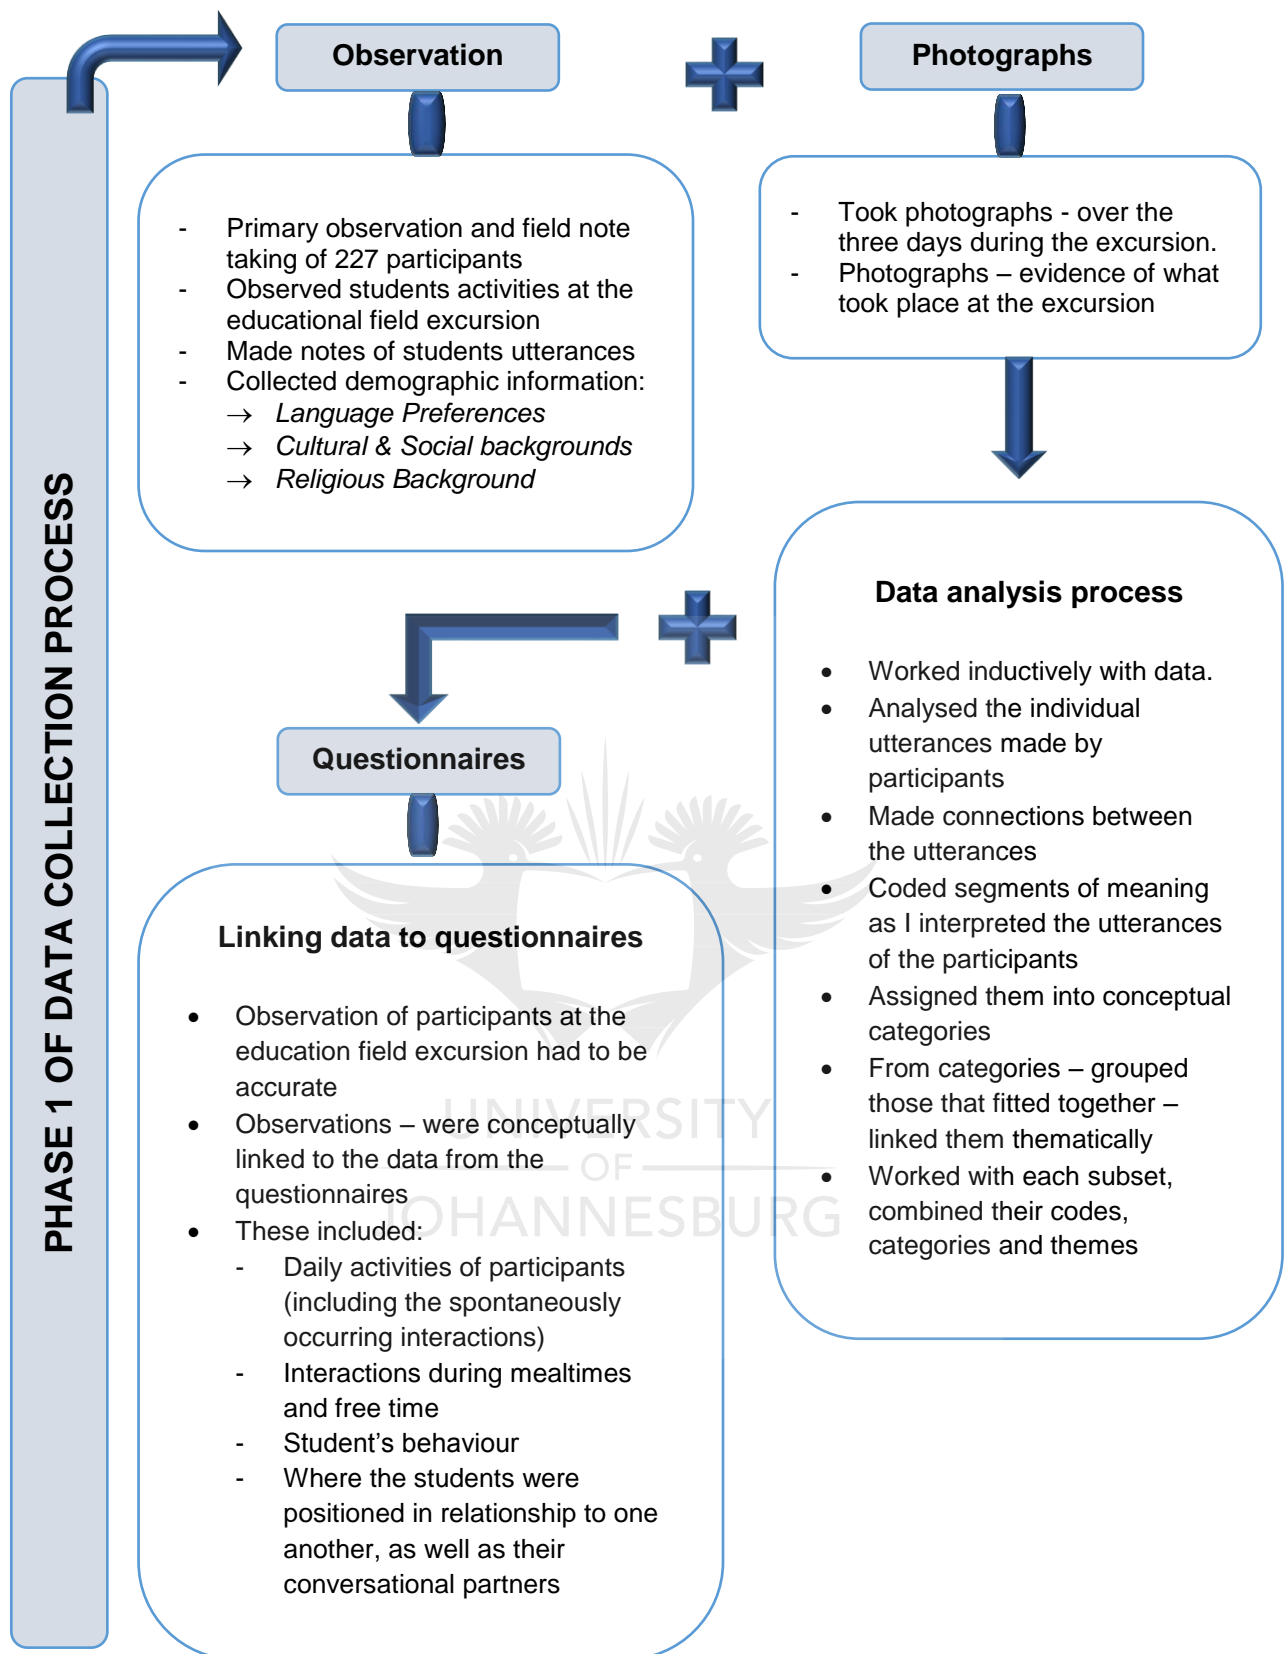 PHASE 1 OF DATA COLLECTION PROCESS
Observation
- Primary observation and field note
taking of 227 participants
- Observed students activities at the
educational field excursion
- Made notes of students utterances
- Collected demographic information:
→ Language Preferences
→ Cultural & Social backgrounds
→ Religious Background
Photographs
- Took photographs - over the
three days during the excursion.
- Photographs – evidence of what
took place at the excursion
Data analysis process
• Worked inductively with data.
• Analysed the individual
utterances made by
participants
• Made connections between
the utterances
• Coded segments of meaning
as I interpreted the utterances
of the participants
• Assigned them into conceptual
categories
• From categories – grouped
those that fitted together –
linked them thematically
• Worked with each subset,
combined their codes,
categories and themes
Questionnaires
Linking data to questionnaires
• Observation of participants at the
education field excursion had to be
accurate
• Observations – were conceptually
linked to the data from the
questionnaires
• These included:
- Daily activities of participants
(including the spontaneously
occurring interactions)
- Interactions during mealtimes
and free time
- Student’s behaviour
- Where the students were
positioned in relationship to one
another, as well as their
conversational partners
UNIVERSITY
OF
JOHANNESBURG